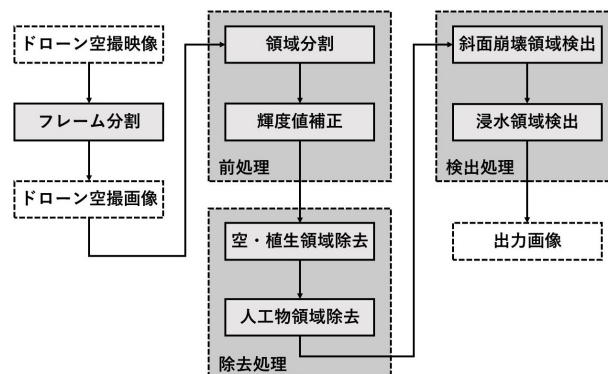 ドローン空撮映像
フレーム分割
ドローン空撮画像
領域分割
輝度値補正
前処理
空・植生領域除去
人工物領域除去
除去処理
斜面崩壊領域検出
浸水領域検出
検出処理
出力画像